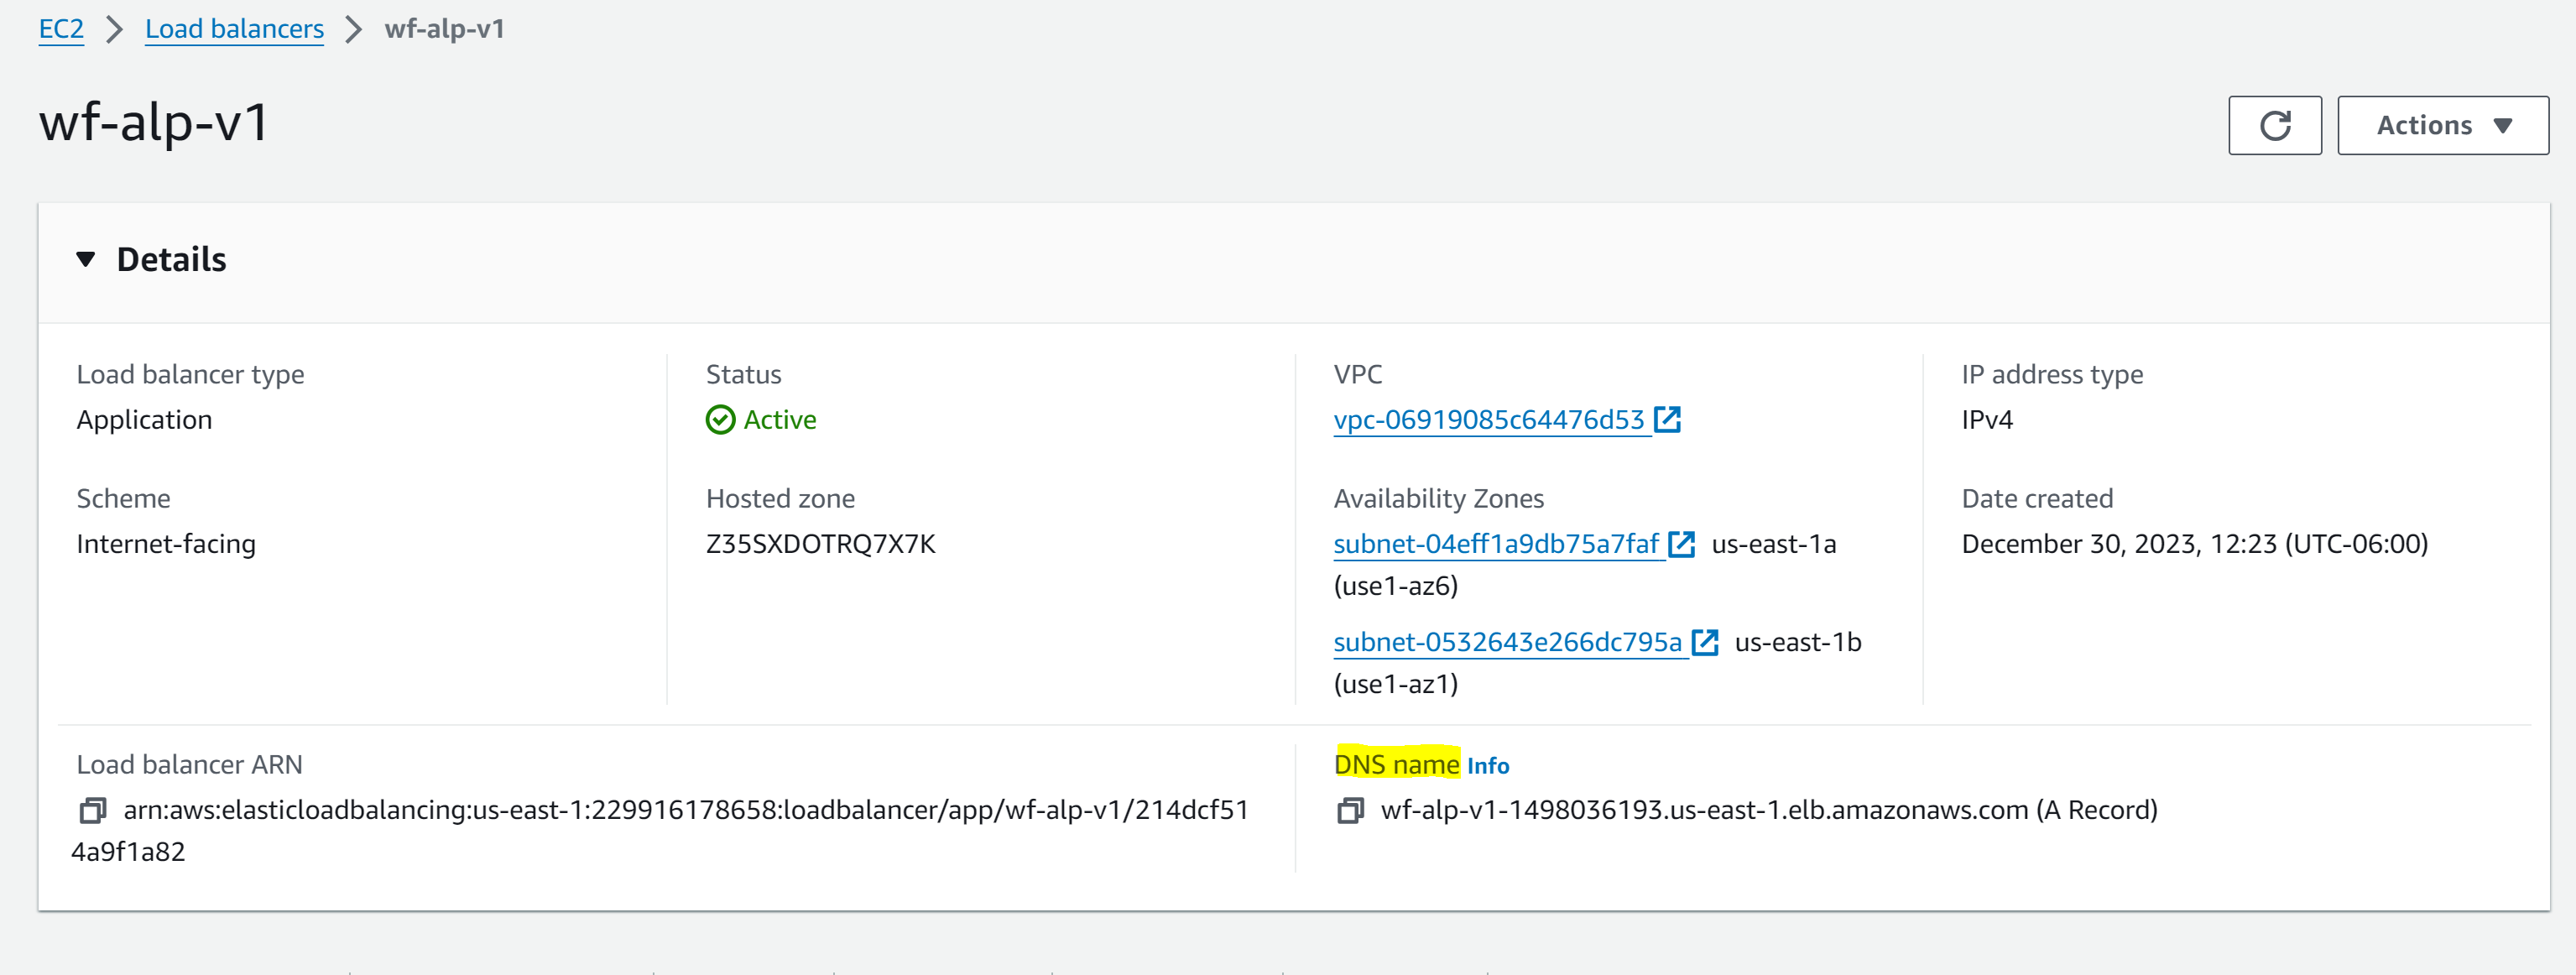 EC2 > Load balancers > wf-alp-v1
wf-alp-v1
Actions
Details
Load balancer type
Application
Status
Active
VPC
vpc-06919085c64476d53
IP address type
IPv4
Scheme
Internet-facing
Hosted zone
Z35SXDOTRQ7X7K
Availability Zones
subnet-04eff1a9db75a7faf us-east-1a
(use1-az6)
subnet-0532643e266dc795a us-east-1b
(use1-az1)
Date created
December 30, 2023, 12:23 (UTC-06:00)
Load balancer ARN
arn:aws:elasticloadbalancing:us-east-1:229916178658:loadbalancer/app/wf-alp-v1/214dcf51
4a9f1a82
DNS name Info
wf-alp-v1-1498036193.us-east-1.elb.amazonaws.com (A Record)